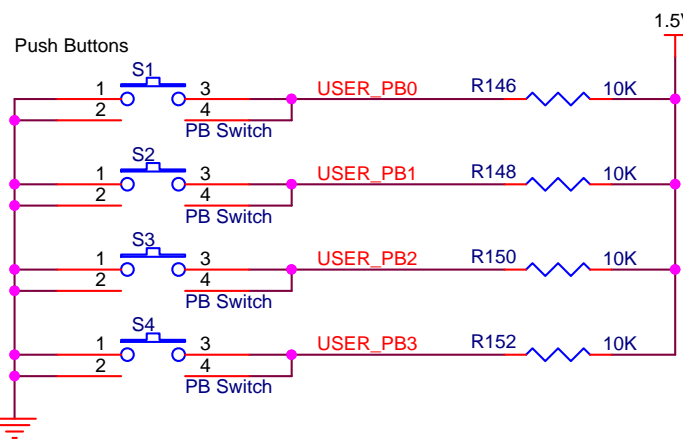 1.5V
Push Buttons
S1
1 3 USER_PB0 R146 10K
2 4
PB Switch
S2
1 3 USER_PB1 R148 10K
2 4
PB Switch
S3
1 3 USER_PB2 R150 10K
2 4
PB Switch
S4
1 3 USER_PB3 R152 10K
2 4
PB Switch